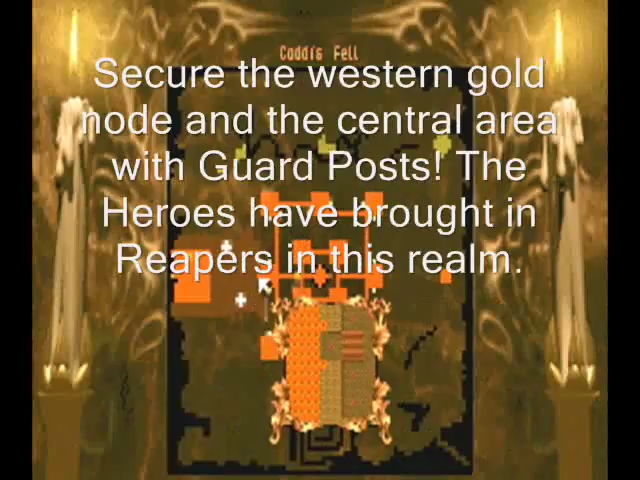 Caddis Fell
Secure the western gold
node and the central area
with Guard Posts! The
Heroes have brought in
Reapers in this realm.